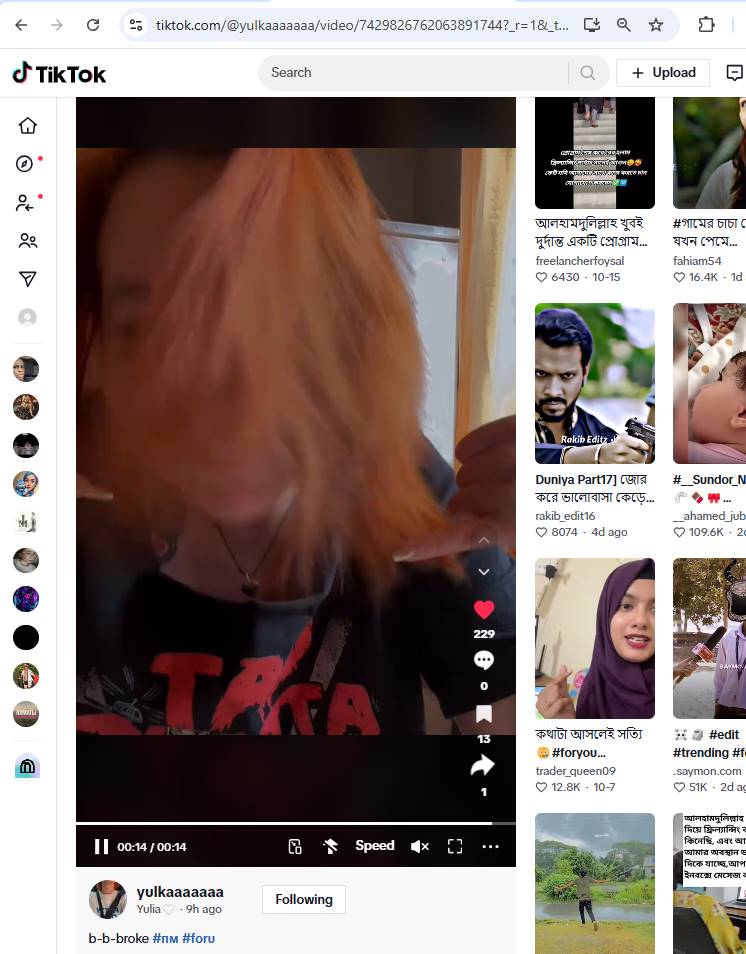 tiktok.com/@yulkaaaaaaa/video/7429826762063891744?_r=1&_t...
TikTok
Search
Upload
TATA
229
0
13
1
00:14 / 00:14
Speed
yulkaaaaaaa
Yulia · 9h ago
Following
b-b-broke #пм #foru
আলহামদুলিল্লাহ খুবই
দুর্দান্ত একটি প্রোগ্রাম...
freelancherfoysal
6430 · 10-15
#গামের চাচা
যখন পেমে...
fahiam54
16.4K · 1d
Rakib Editz
Duniya Part17] জোর
করে ভালোবাসা কেড়ে...
rakib_edit16
8074 · 4d ago
#__Sundor_N
...
__ahamed_jub
109.6K · 2d
কথাটা আসলেই সত্যি
😳 #foryou...
trader_queen09
12.8K · 10-7
SAYMON
☠️ 🗿 #edit
#trending #f
.saymon.com
51K · 2d ag
আলহামদুলিল্লাহ
দিয়ে ফ্রিল্যান্সিং
কিনেছি, এবং আ
আমার অবস্থান
দিকে যাচ্ছে,আপ
ইনবক্সে মেসেজ